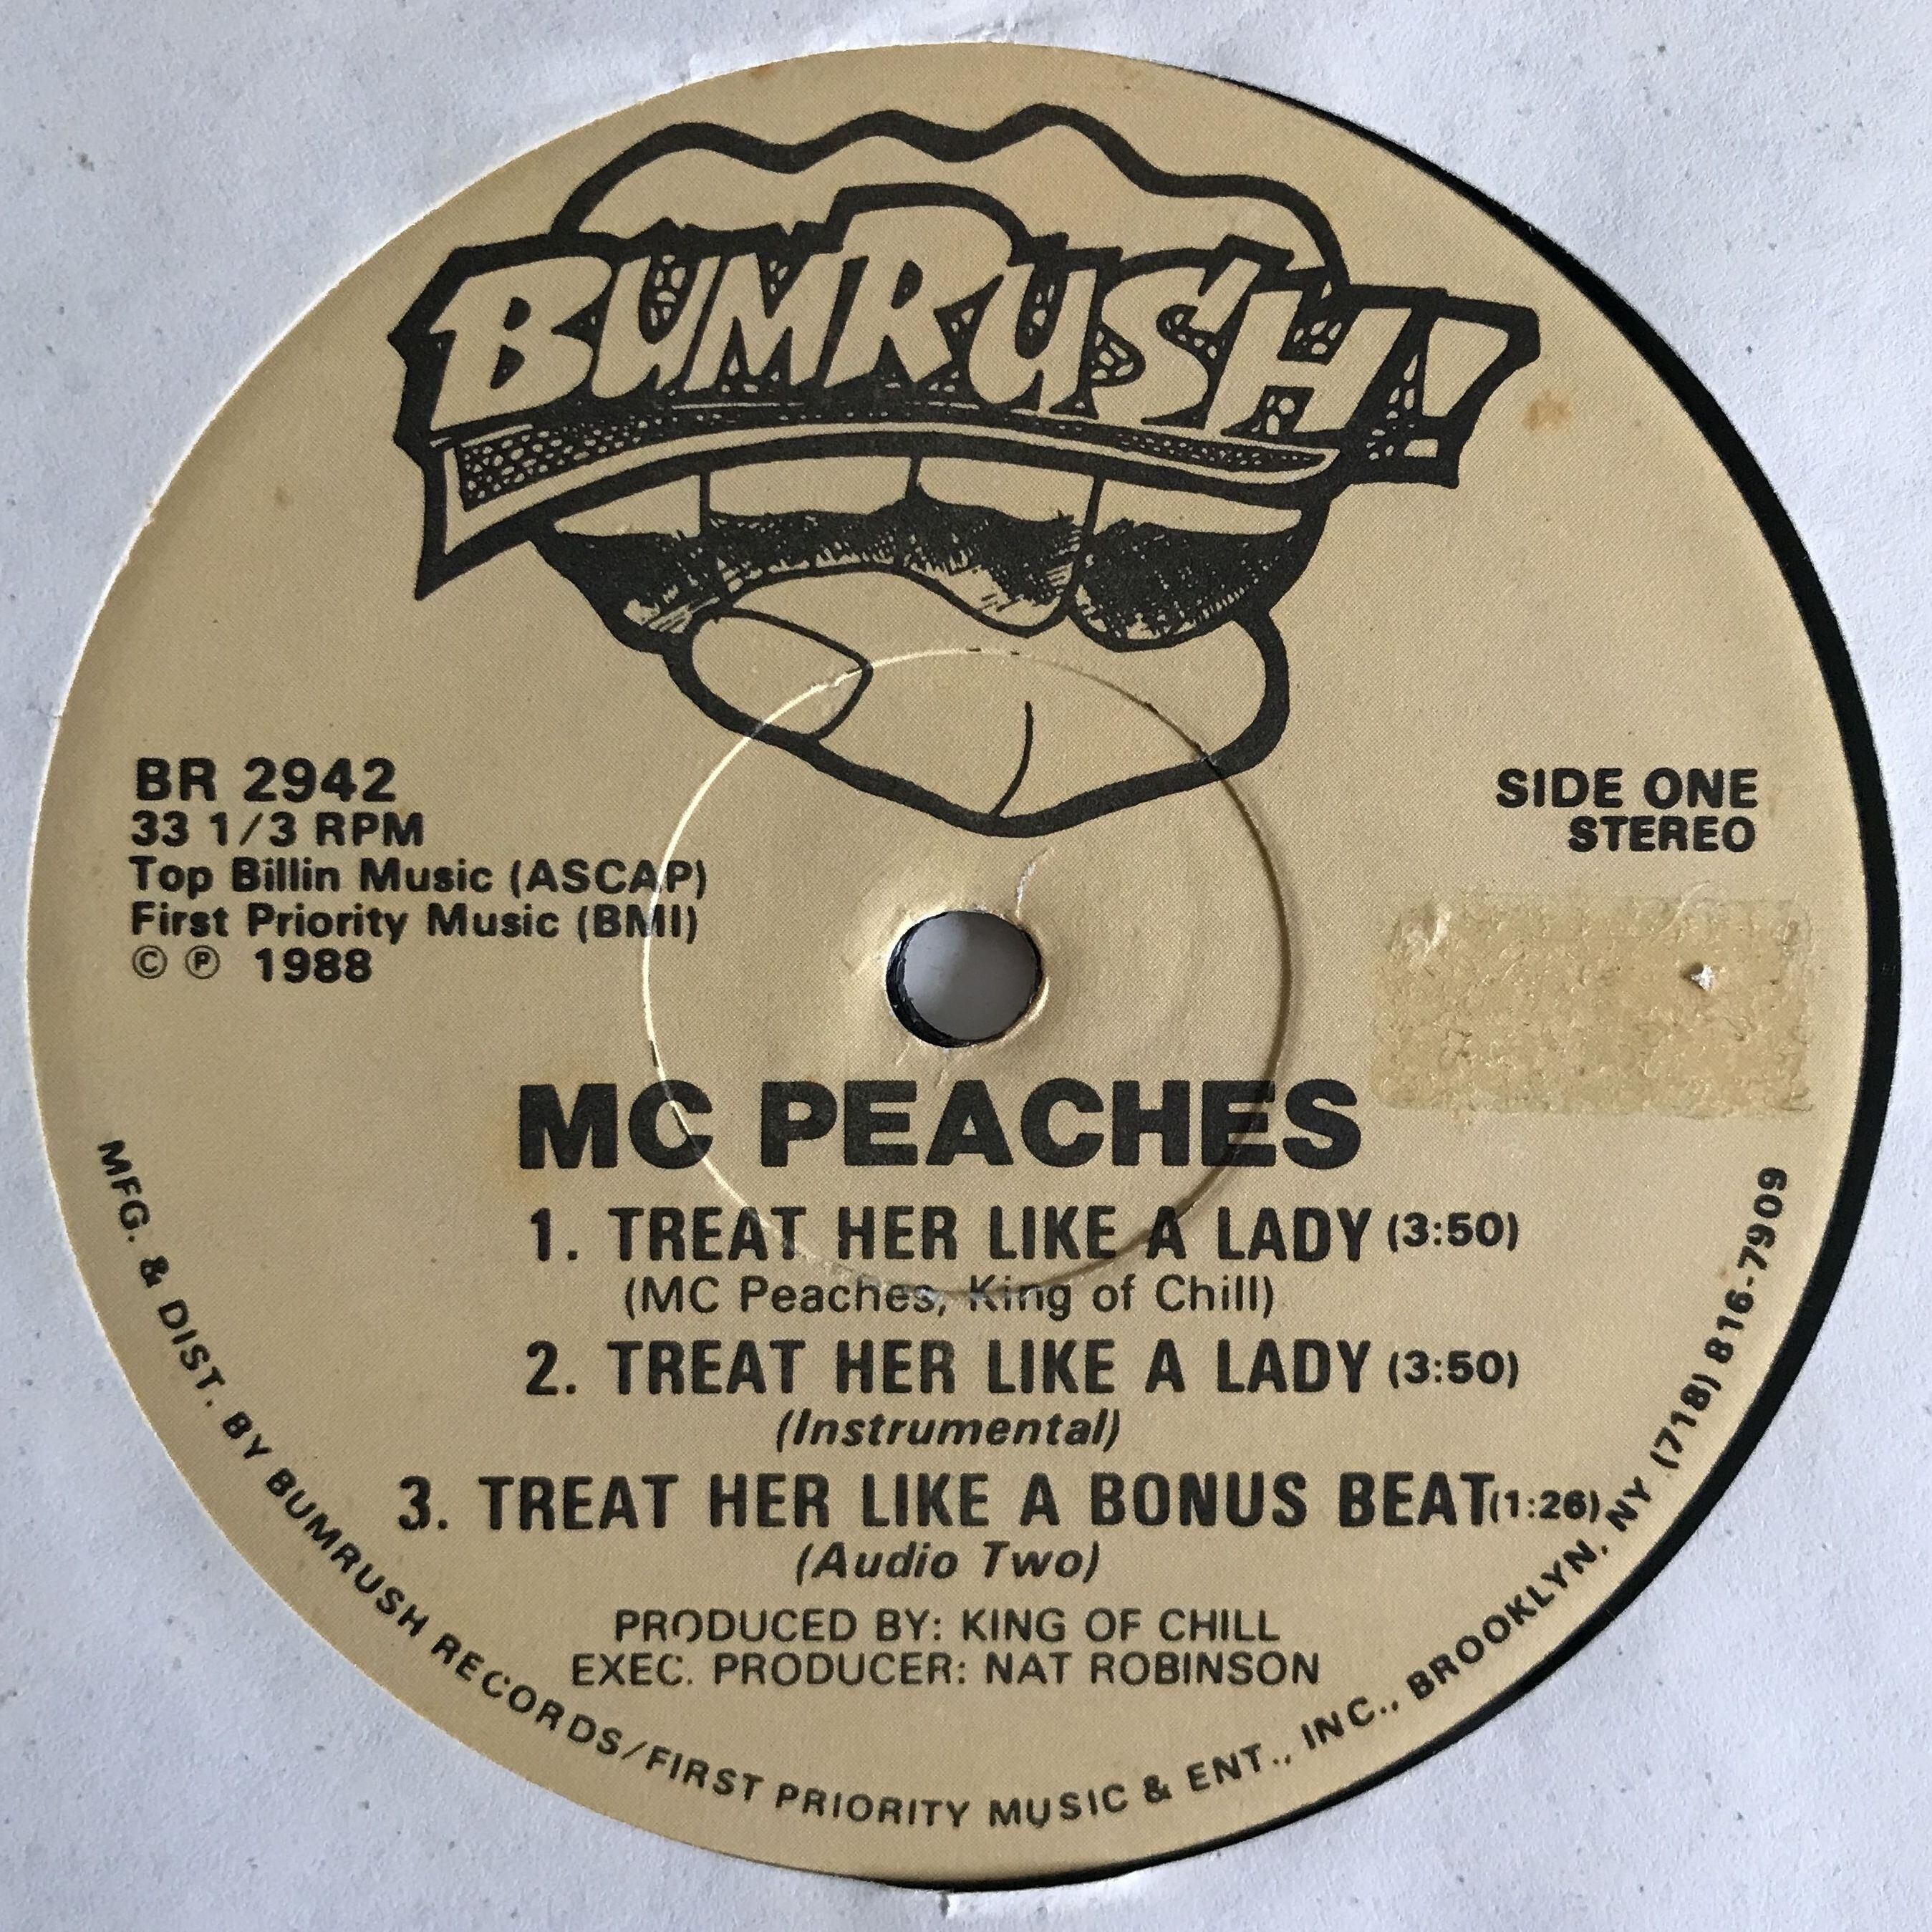 BUMRUSH!
BR 2942
33 1/3 RPM
Top Billin Music (ASCAP)
First Priority Music (BMI)
© ℗ 1988
SIDE ONE
STEREO
MC PEACHES
1. TREAT HER LIKE A LADY (3:50)
(MC Peaches, King of Chill)
2. TREAT HER LIKE A LADY (3:50)
(Instrumental)
3. TREAT HER LIKE A BONUS BEAT (1:26)
(Audio Two)
PRODUCED BY: KING OF CHILL
EXEC. PRODUCER: NAT ROBINSON
MFG. & DIST. BY BUMRUSH RECORDS/FIRST PRIORITY MUSIC & ENT., INC., BROOKLYN, NY (718) 816-7909